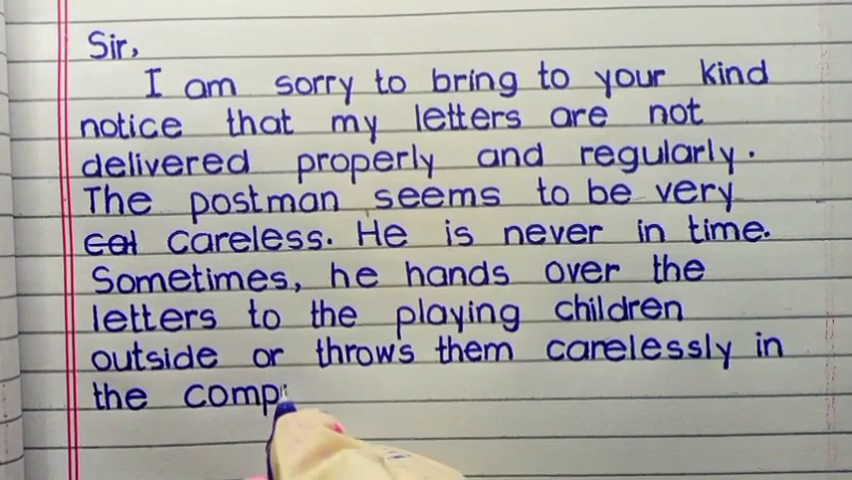 Sir,
I am sorry to bring to your kind
notice that my letters are not
delivered properly and regularly.
The postman seems to be very
careless. He is never in time.
Sometimes, he hands over the
letters to the playing children
outside or throws them carelessly in
the comp